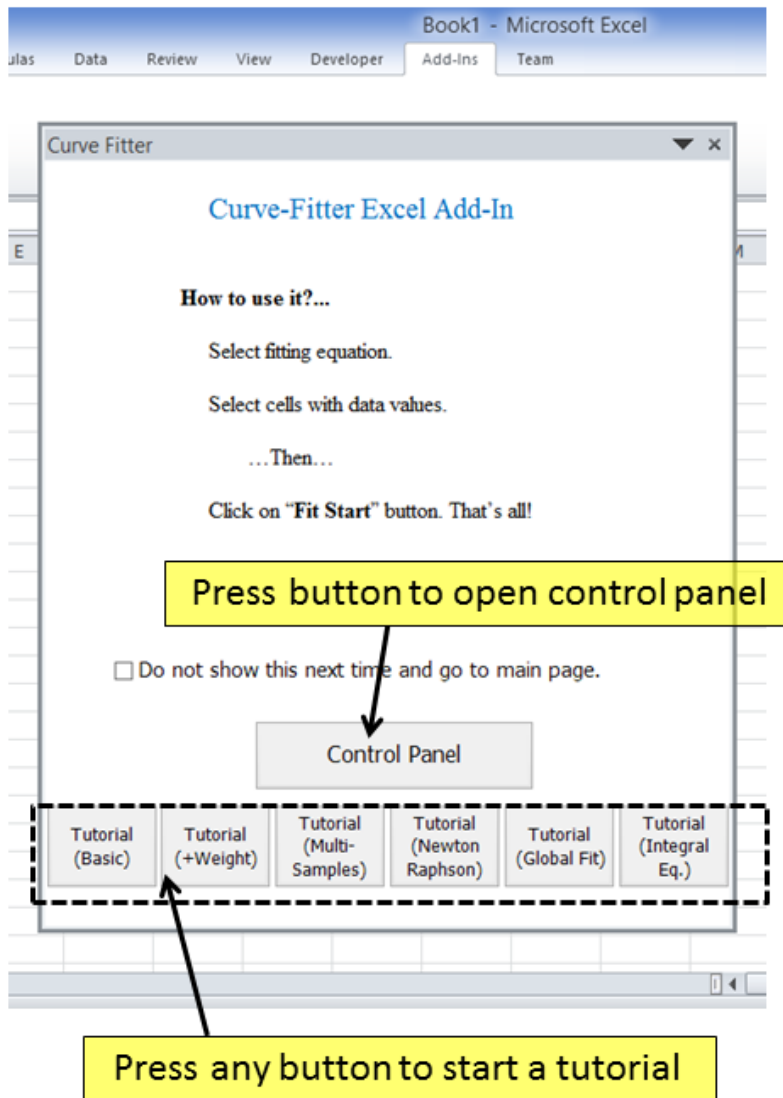 Book1 - Microsoft Excel
ulas Data Review View Developer Add-Ins Team
Curve Fitter
Curve-Fitter Excel Add-In
E
How to use it?...
Select fitting equation.
Select cells with data values.
…Then…
Click on “Fit Start” button. That’s all!
Press button to open control panel
Do not show this next time and go to main page.
Control Panel
Tutorial (Basic)
Tutorial (+Weight)
Tutorial (Multi-Samples)
Tutorial (Newton Raphson)
Tutorial (Global Fit)
Tutorial (Integral Eq.)
Press any button to start a tutorial